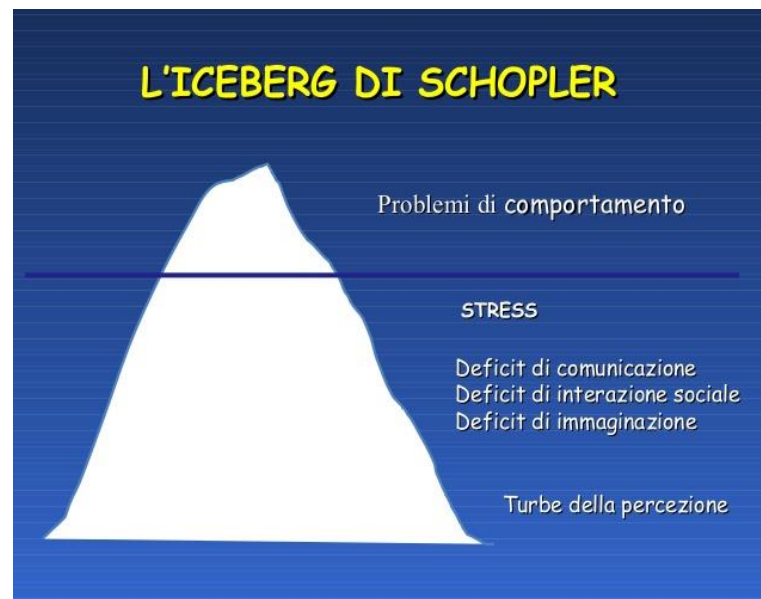 L'ICEBERG DI SCHOPLER
Problemi di comportamento
STRESS
Deficit di comunicazione
Deficit di interazione sociale
Deficit di immaginazione
Turbe della percezione